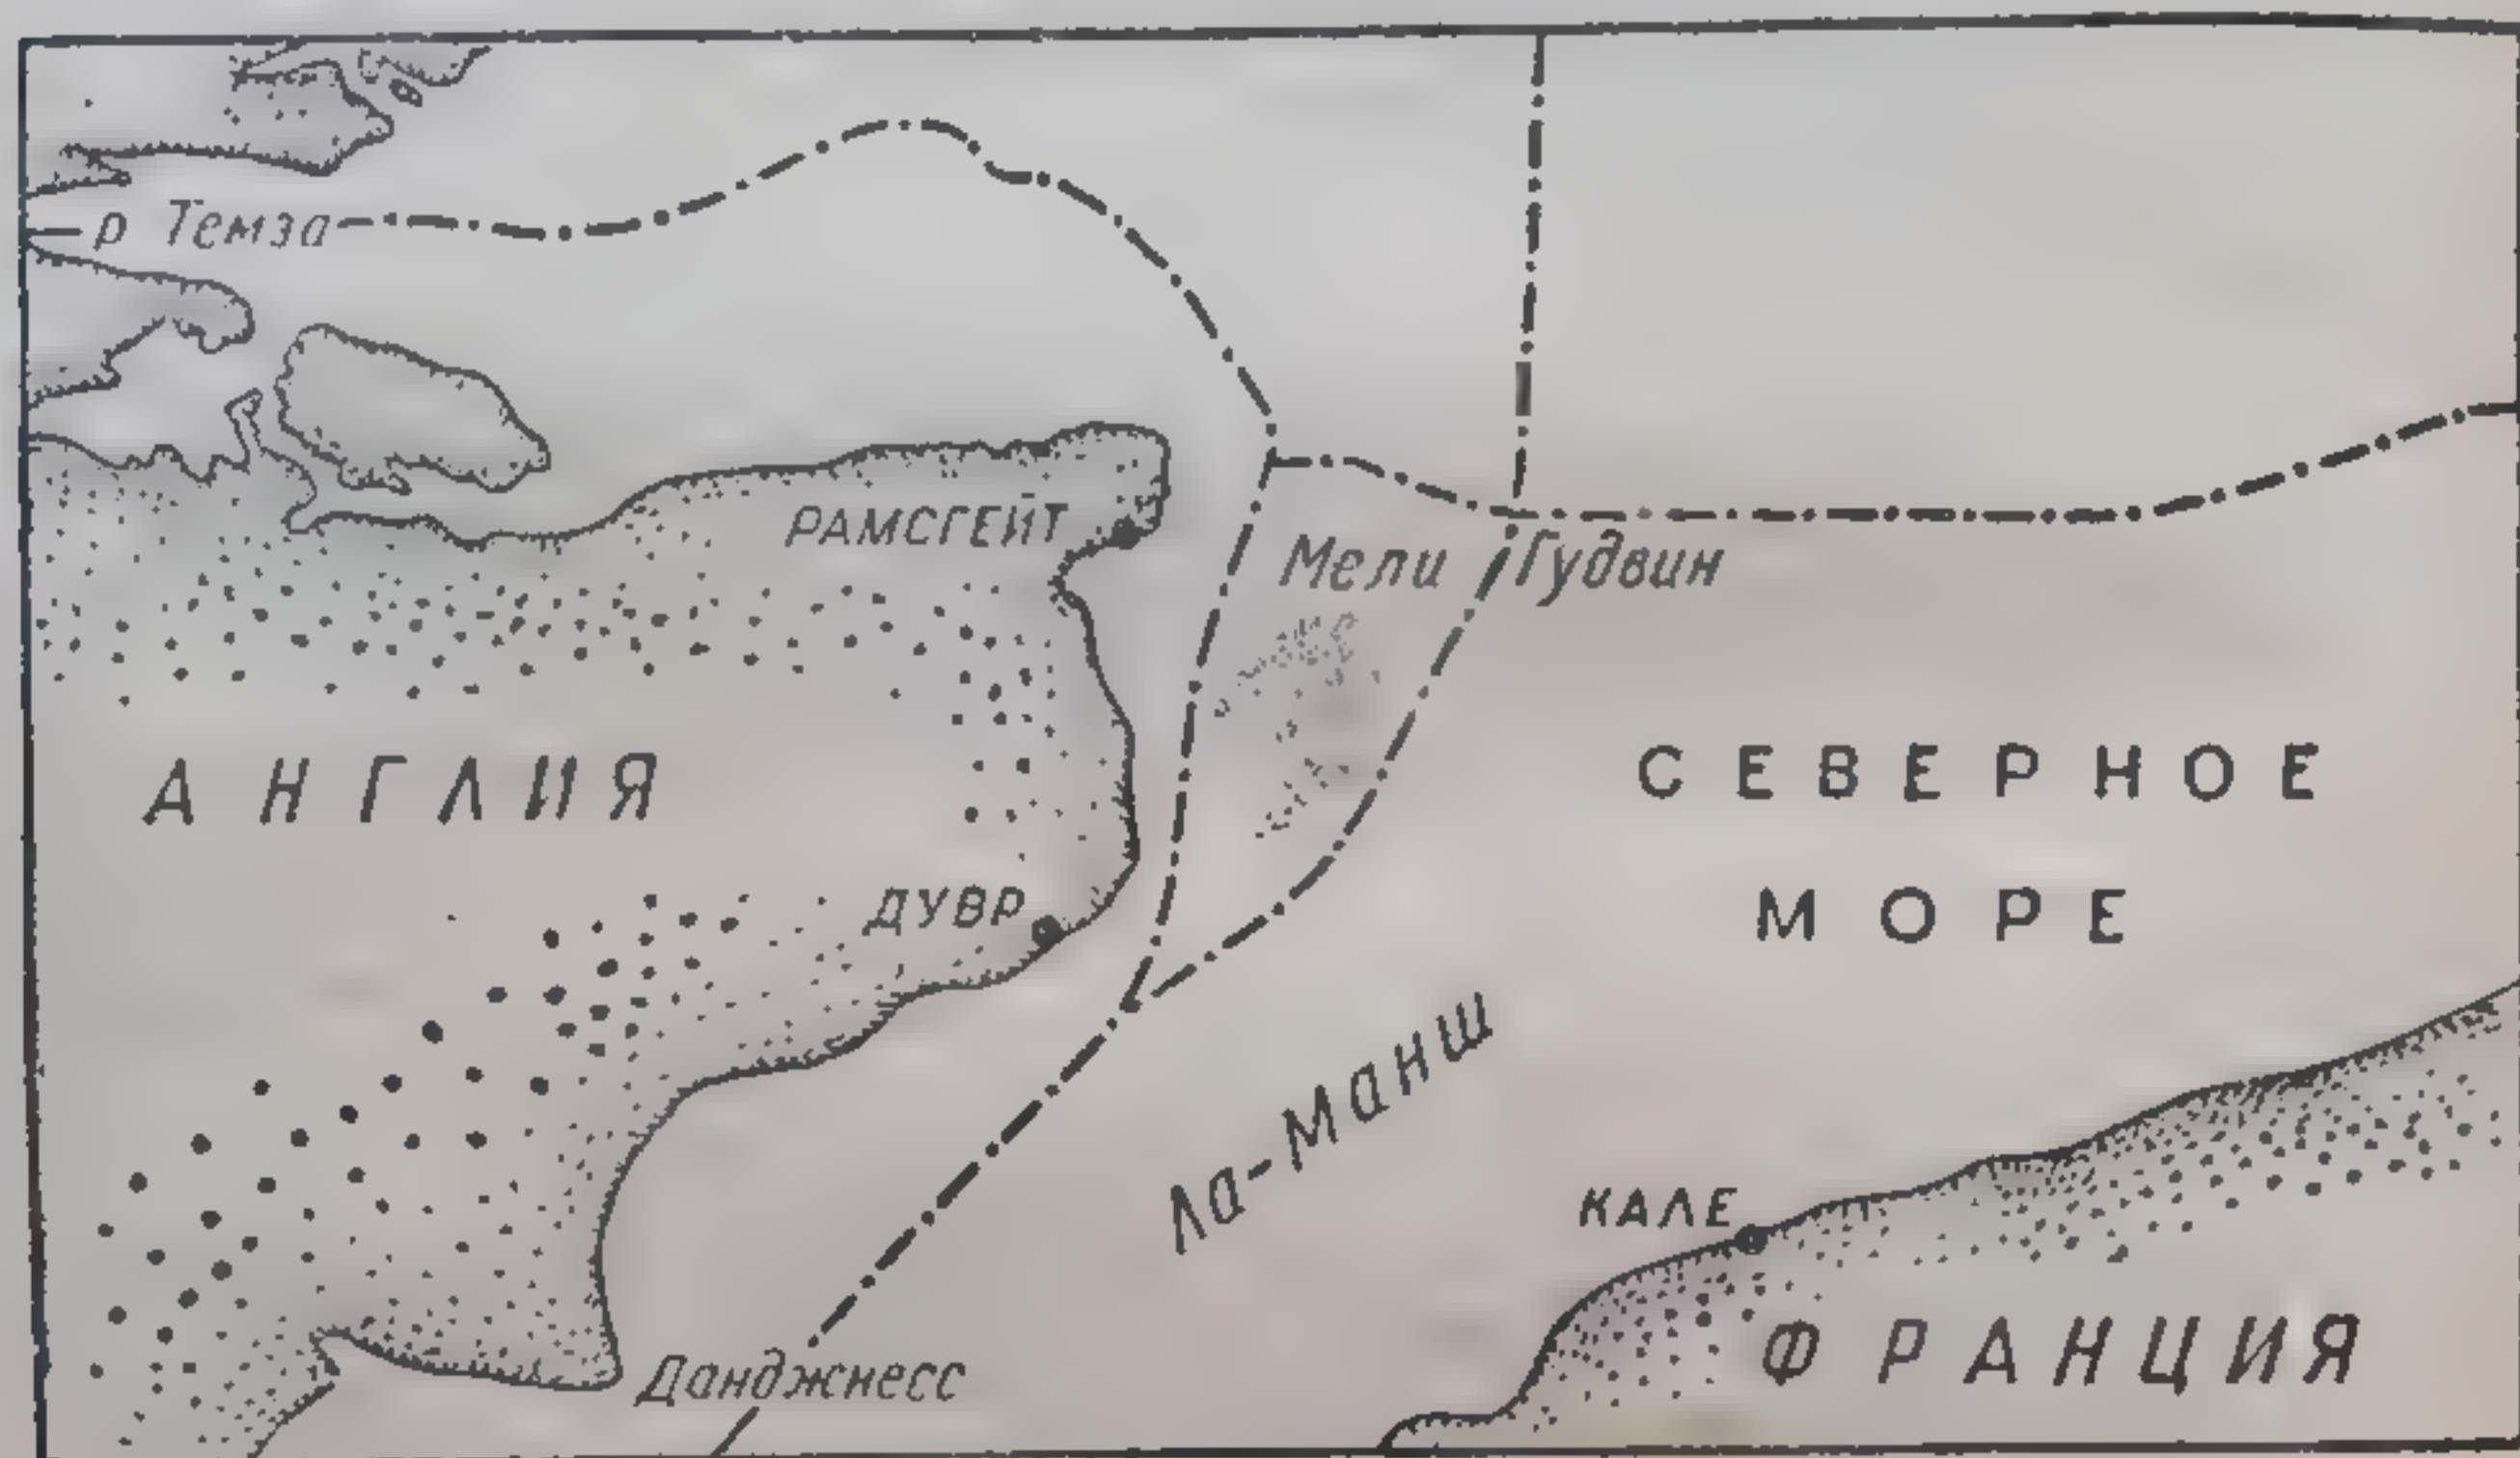 р Темза
РАМСГЕЙТ
Мели Гудвин
АНГЛИЯ
СЕВЕРНОЕ
МОРЕ
ДУВР
Ла-Манш
КАЛЕ
ФРАНЦИЯ
Данджнесс